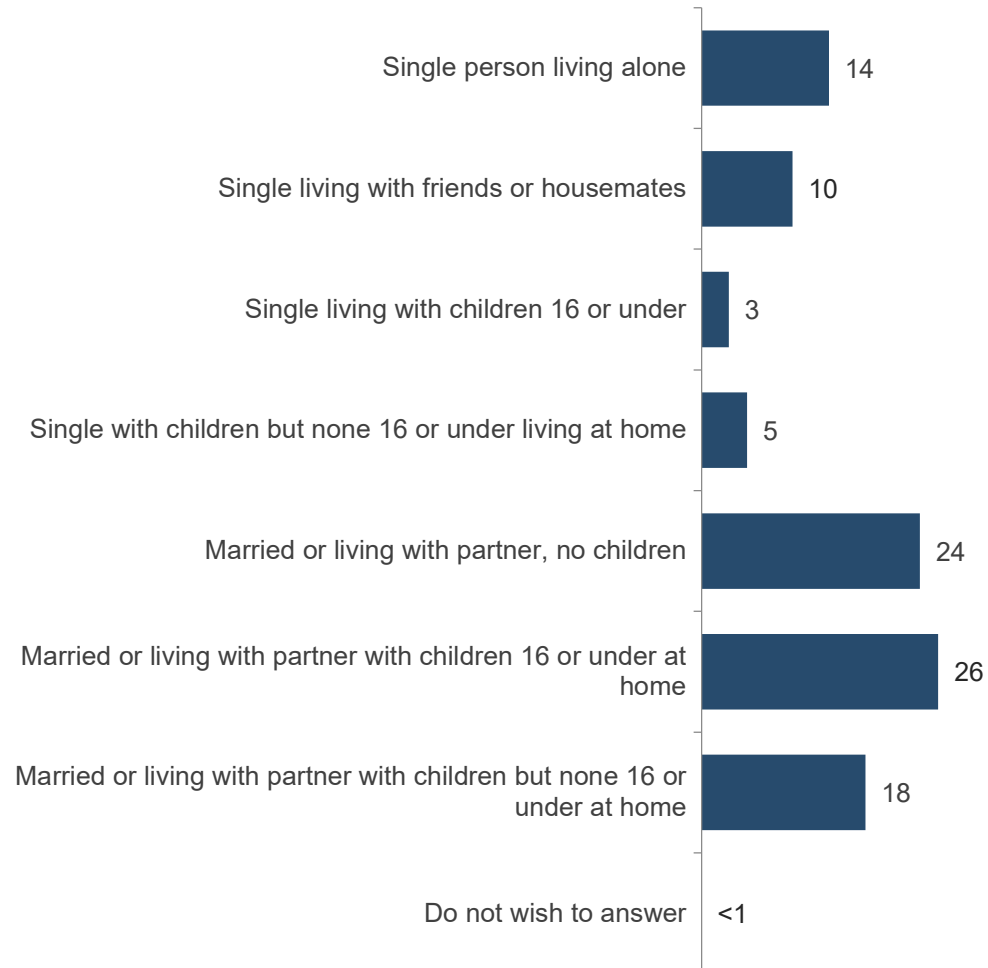 Single person living alone 14
Single living with friends or housemates 10
Single living with children 16 or under 3
Single with children but none 16 or under living at home 5
Married or living with partner, no children 24
Married or living with partner with children 16 or under at
home 26
Married or living with partner with children but none 16 or
under at home 18
Do not wish to answer <1